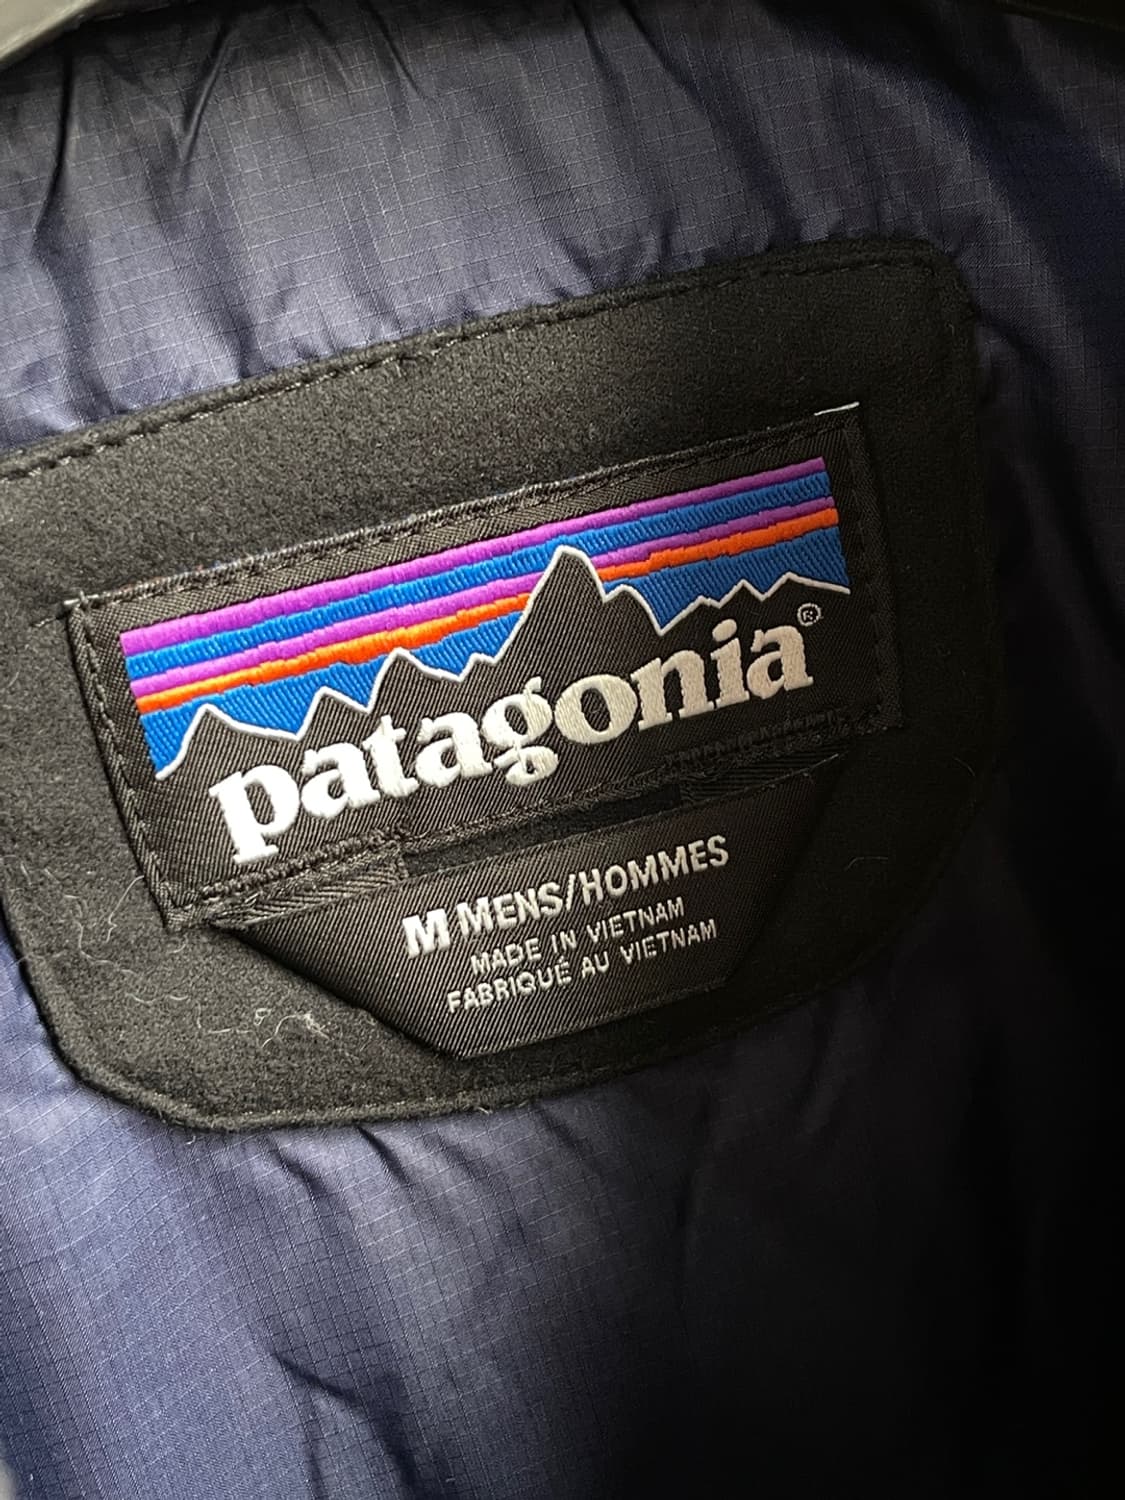 patagonia®
M MENS/HOMMES
MADE IN VIETNAM
FABRIQUÉ AU VIETNAM